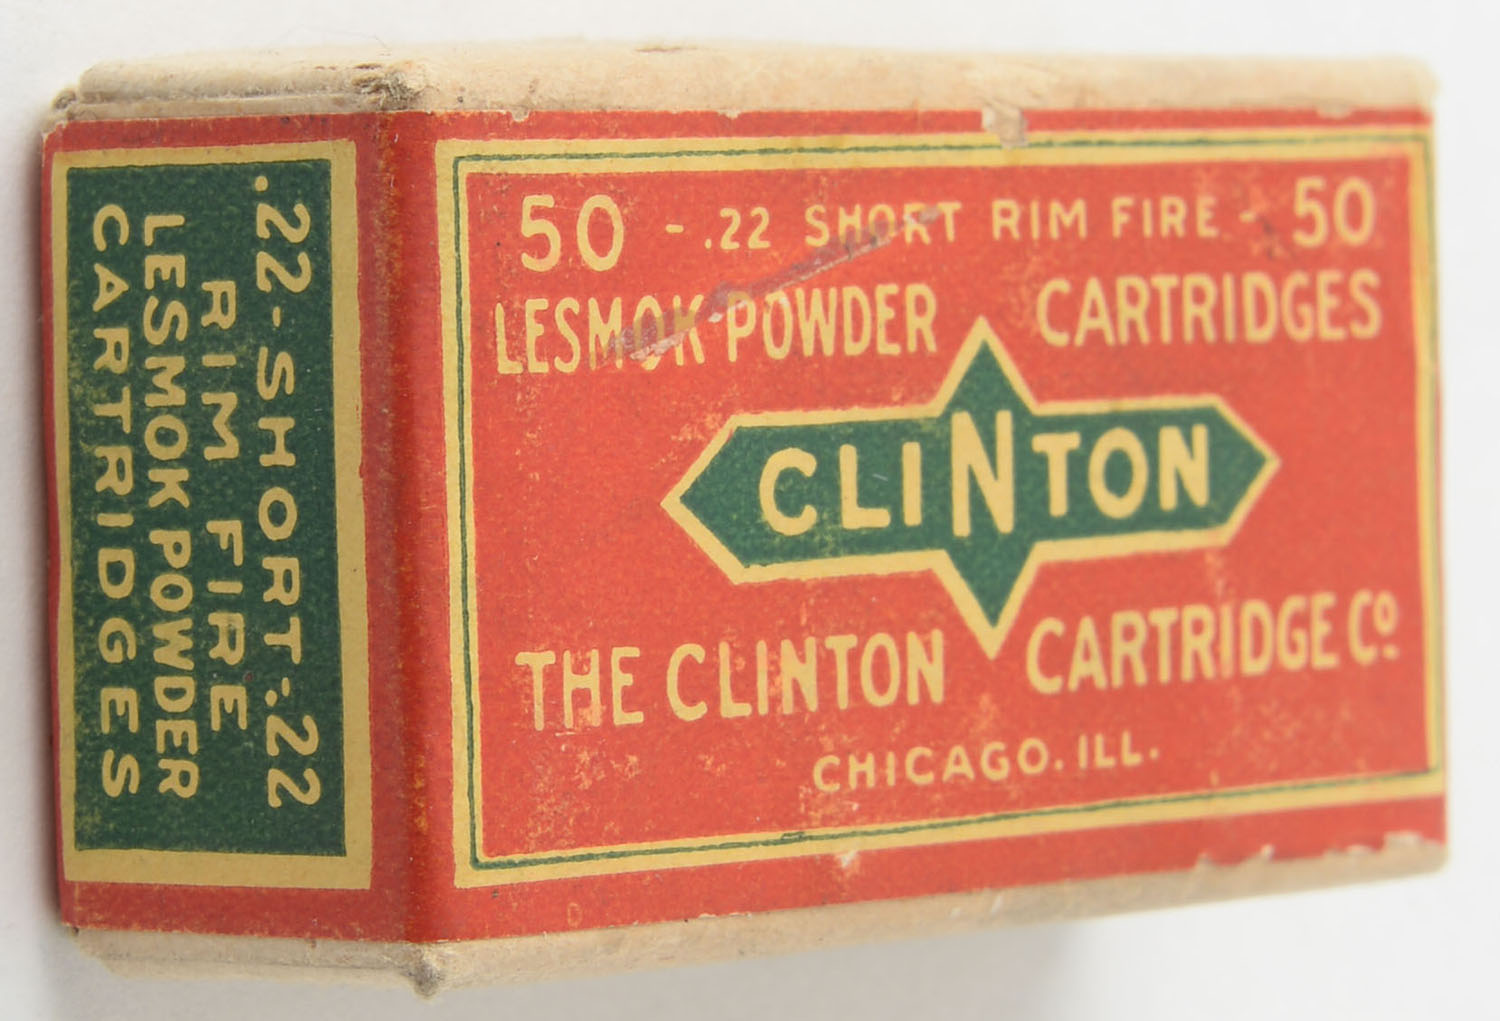 50 - .22 SHORT RIM FIRE - 50
LESMOK POWDER CARTRIDGES
CLINTON
THE CLINTON CARTRIDGE Co.
CHICAGO. ILL.
.22-SHORT-.22
RIM FIRE
LESMOK POWDER
CARTRIDGES